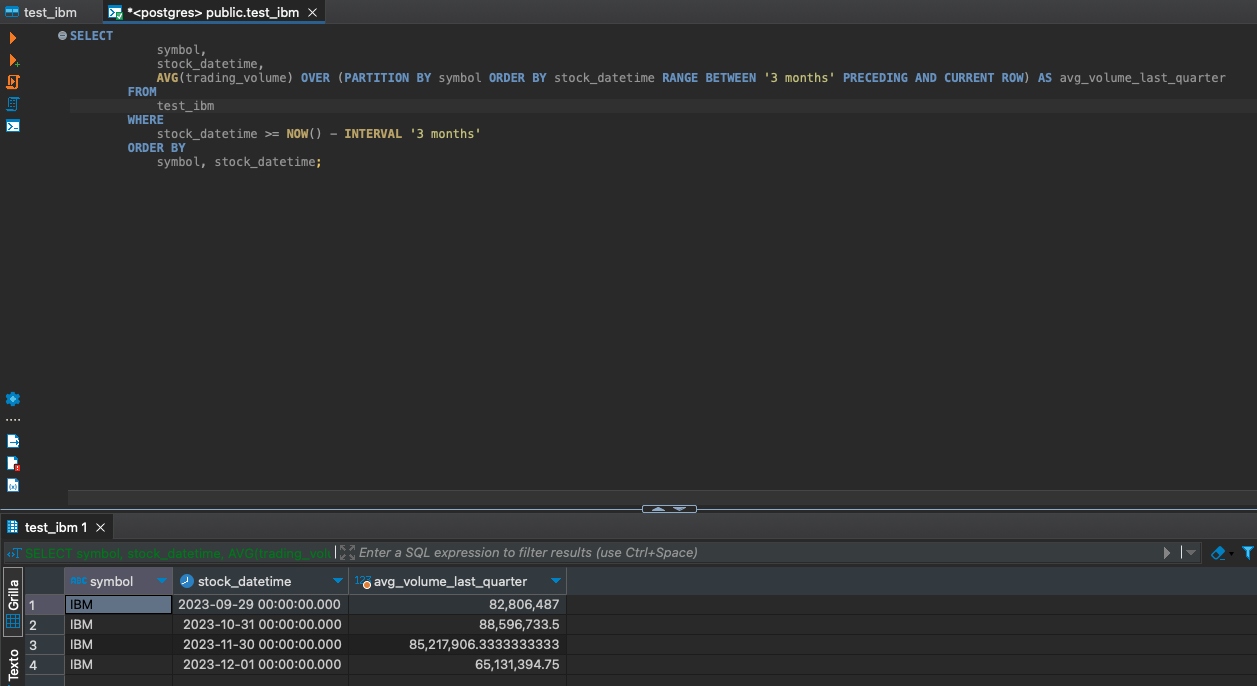 test_ibm
*<postgres> public.test_ibm
SELECT
symbol,
stock_datetime,
AVG(trading_volume) OVER (PARTITION BY symbol ORDER BY stock_datetime RANGE BETWEEN '3 months' PRECEDING AND CURRENT ROW) AS avg_volume_last_quarter
FROM
test_ibm
WHERE
stock_datetime >= NOW() - INTERVAL '3 months'
ORDER BY
symbol, stock_datetime;
test_ibm 1
SELECT symbol, stock_datetime, AVG(trading_volu
Enter a SQL expression to filter results (use Ctrl+Space)
Grilla
Texto
ABC symbol stock_datetime 123 avg_volume_last_quarter
1 IBM 2023-09-29 00:00:00.000 82,806,487
2 IBM 2023-10-31 00:00:00.000 88,596,733.5
3 IBM 2023-11-30 00:00:00.000 85,217,906.3333333333
4 IBM 2023-12-01 00:00:00.000 65,131,394.75